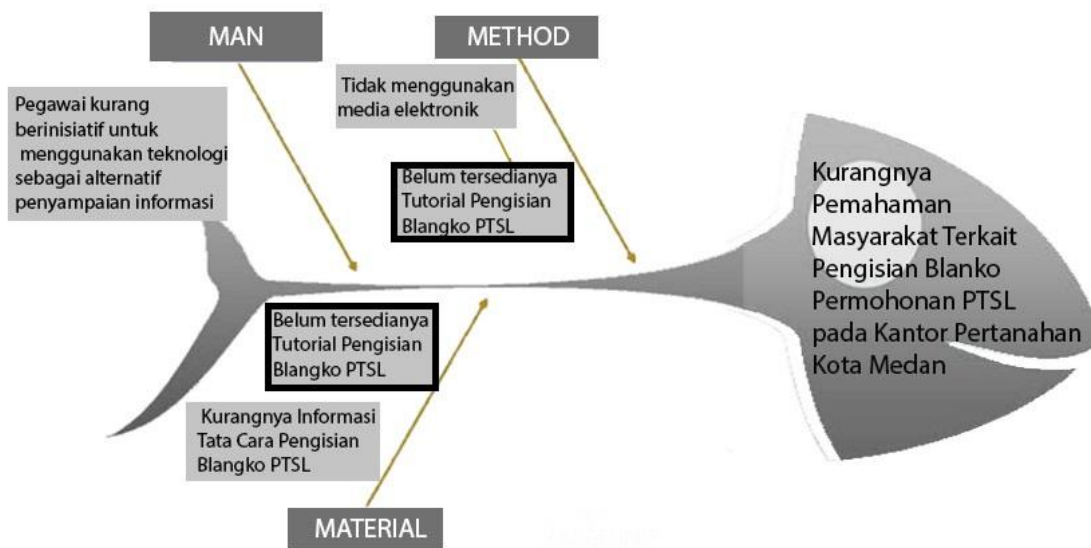 MAN
METHOD
Pegawai kurang
berinisiatif untuk
menggunakan teknologi
sebagai alternatif
penyampaian informasi
Tidak menggunakan
media elektronik
Belum tersedianya
Tutorial Pengisian
Blangko PTSL
Kurangnya
Pemahaman
Masyarakat Terkait
Pengisian Blanko
Permohonan PTSL
pada Kantor Pertanahan
Kota Medan
Belum tersedianya
Tutorial Pengisian
Blangko PTSL
Kurangnya Informasi
Tata Cara Pengisian
Blangko PTSL
MATERIAL